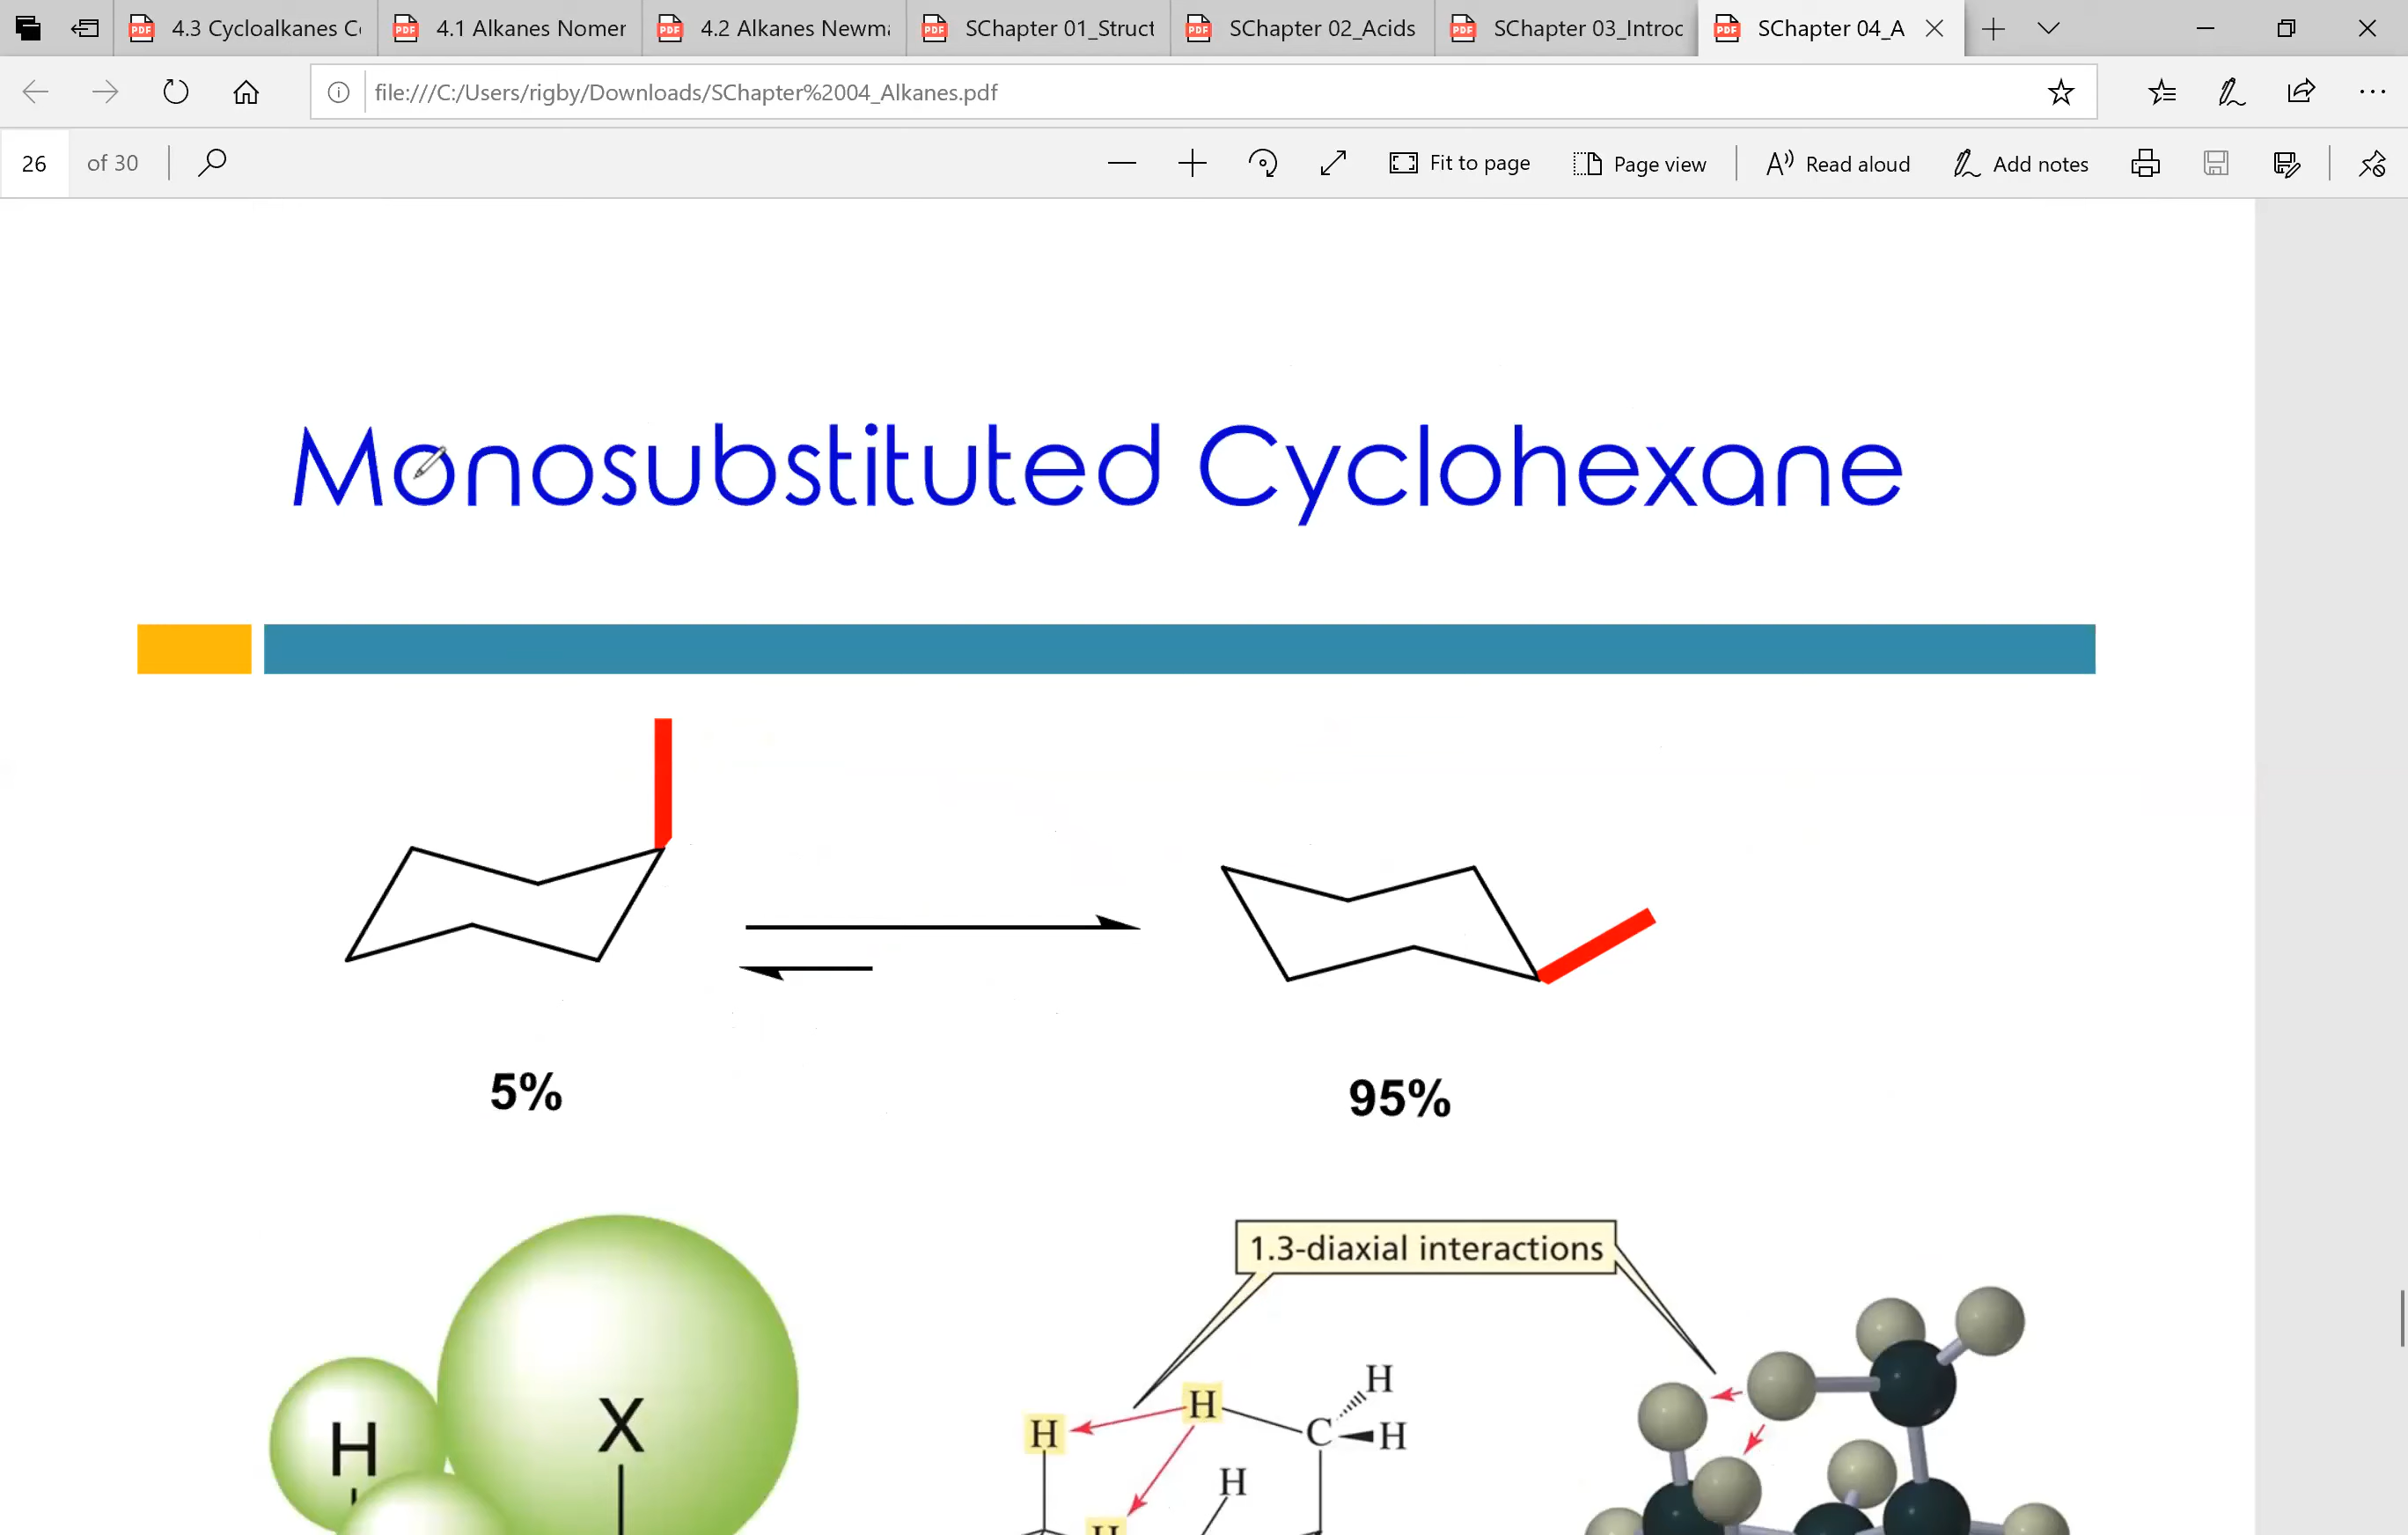 4.3 Cycloalkanes C
4.1 Alkanes Nomer
4.2 Alkanes Newm
SChapter 01_Struct
SChapter 02_Acids
SChapter 03_Introc
SChapter 04_A
file:///C:/Users/rigby/Downloads/SChapter%2004_Alkanes.pdf
26 of 30
Fit to page
Page view
Read aloud
Add notes
Monosubstituted Cyclohexane
5%
95%
1.3-diaxial interactions
H
X
H
H
C
H
H
H
H